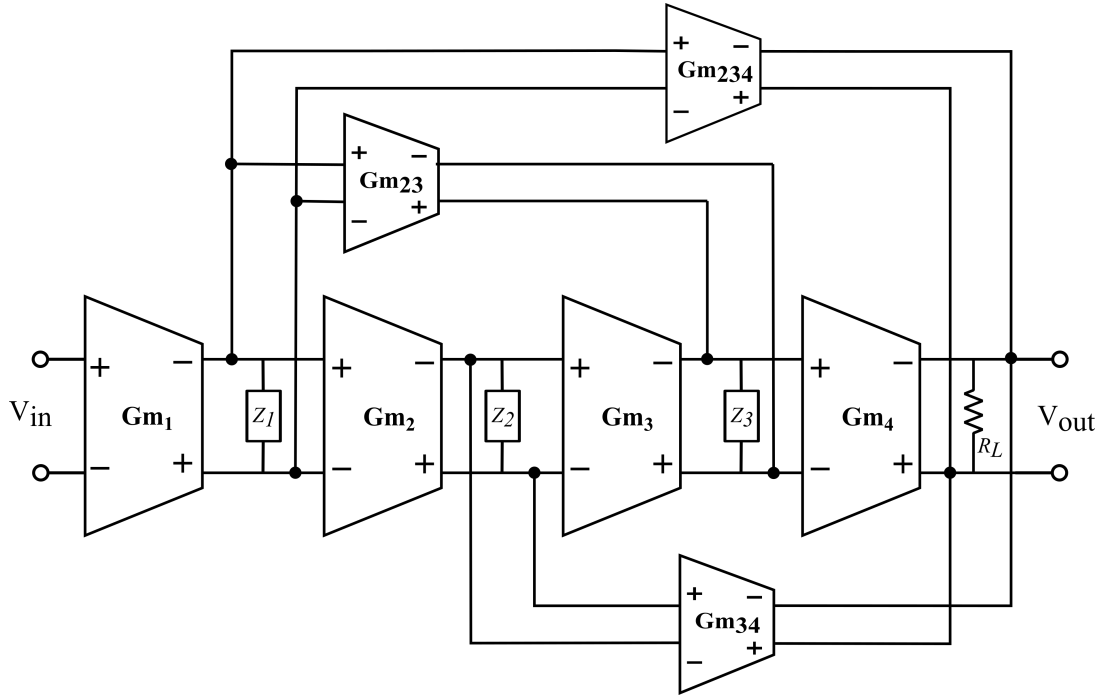 + −
Gm234
− +
+ −
Gm23
− +
+ −
Vin
Gm1
Z1
− +
+ −
Gm2
Z2
− +
+ −
Gm3
Z3
− +
+ −
Gm4
RL
Vout
− +
+ −
Gm34
− +